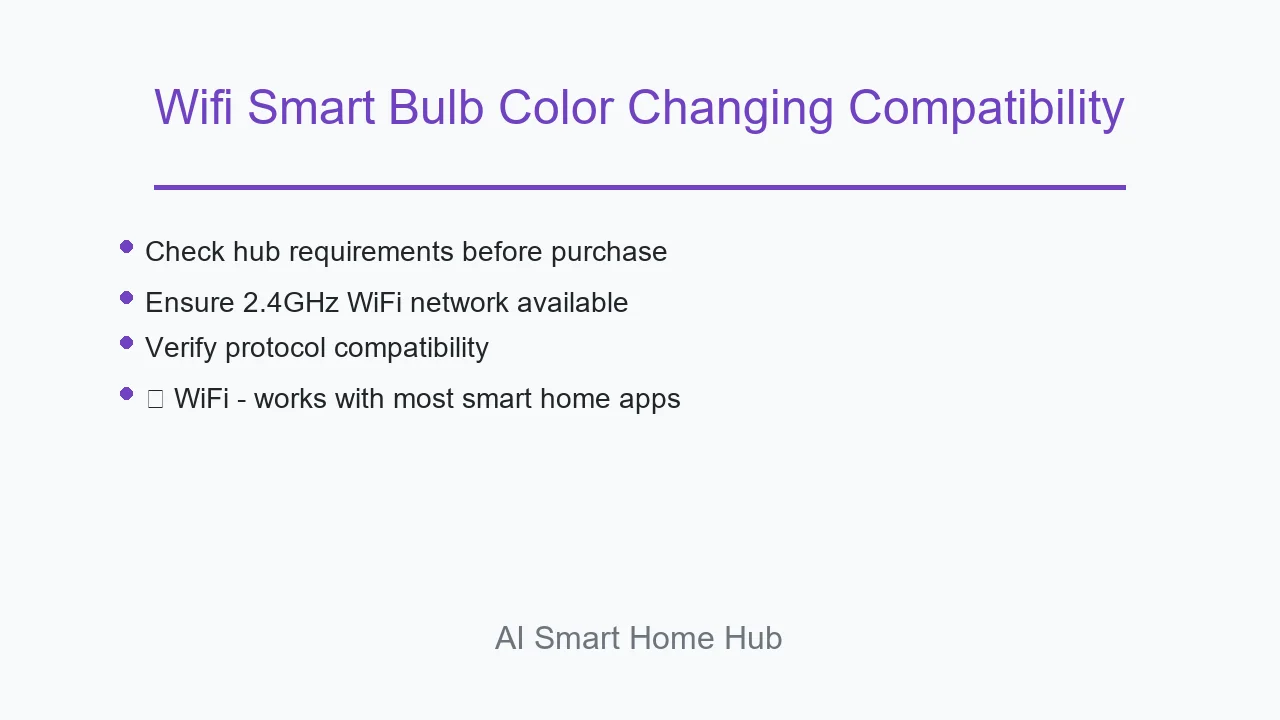 Wifi Smart Bulb Color Changing Compatibility
Check hub requirements before purchase
Ensure 2.4GHz WiFi network available
Verify protocol compatibility
□ WiFi - works with most smart home apps
AI Smart Home Hub